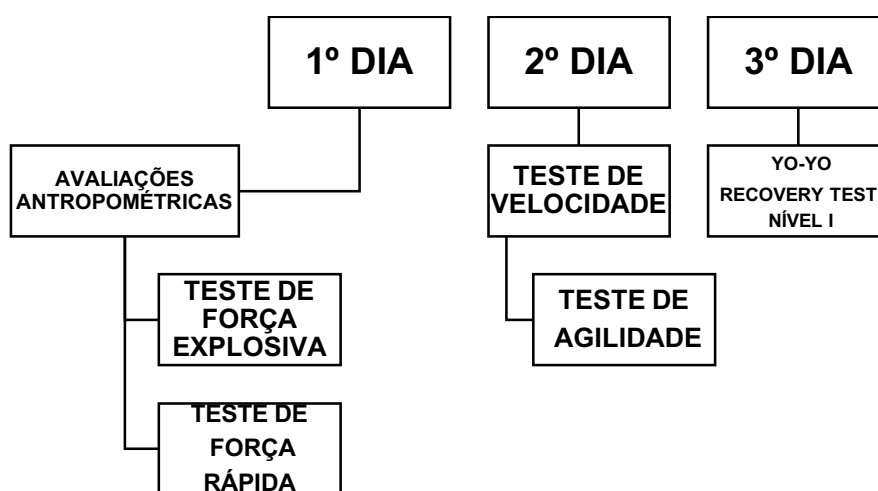 1º DIA
2º DIA
3º DIA
AVALIAÇÕES
ANTROPOMÉTRICAS
TESTE DE
VELOCIDADE
YO-YO
RECOVERY TEST
NÍVEL I
TESTE DE
FORÇA
EXPLOSIVA
TESTE DE
AGILIDADE
TESTE DE
FORÇA
RÁPIDA